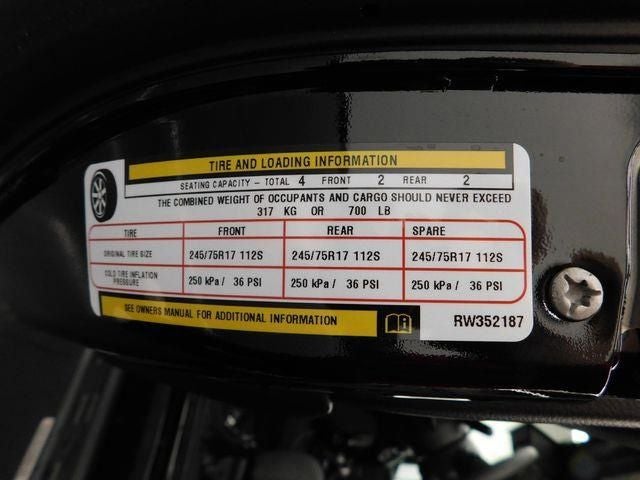 TIRE AND LOADING INFORMATION
SEATING CAPACITY - TOTAL 4 FRONT 2 REAR 2
THE COMBINED WEIGHT OF OCCUPANTS AND CARGO SHOULD NEVER EXCEED
317 KG OR 700 LB
TIRE FRONT REAR SPARE
ORIGINAL TIRE SIZE 245/75R17 112S 245/75R17 112S 245/75R17 112S
COLD TIRE INFLATION
PRESSURE 250 kPa / 36 PSI 250 kPa / 36 PSI 250 kPa / 36 PSI
SEE OWNERS MANUAL FOR ADDITIONAL INFORMATION
RW352187